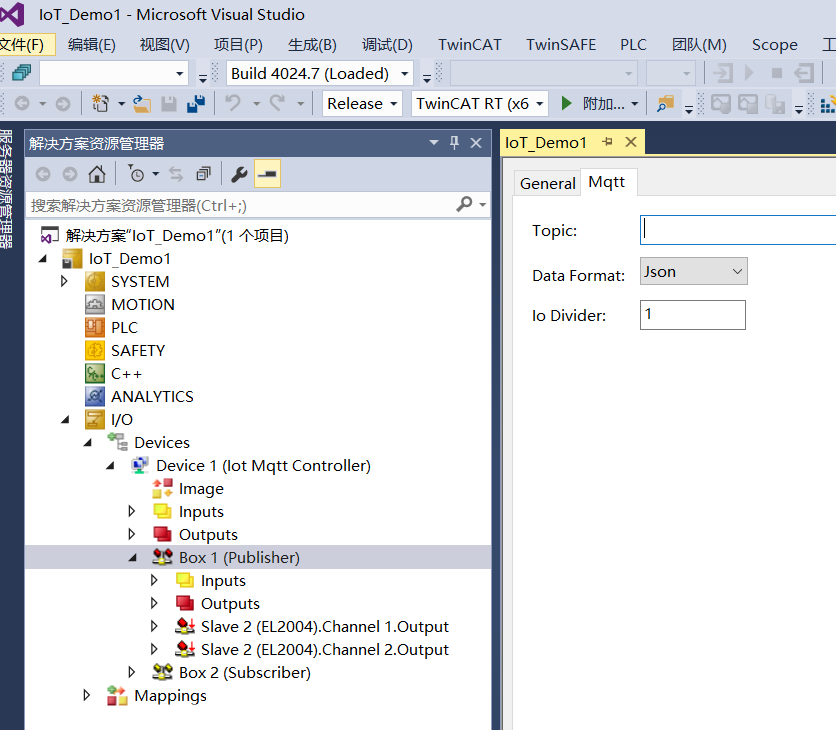 IoT_Demo1 - Microsoft Visual Studio
文件(F) 编辑(E) 视图(V) 项目(P) 生成(B) 调试(D) TwinCAT TwinSAFE PLC 团队(M) Scope
Build 4024.7 (Loaded)
Release TwinCAT RT (x6 附加...
服务器资源管理器
解决方案资源管理器
搜索解决方案资源管理器(Ctrl+;)
解决方案“IoT_Demo1”(1 个项目)
IoT_Demo1
SYSTEM
MOTION
PLC
SAFETY
C++
ANALYTICS
I/O
Devices
Device 1 (Iot Mqtt Controller)
Image
Inputs
Outputs
Box 1 (Publisher)
Inputs
Outputs
Slave 2 (EL2004).Channel 1.Output
Slave 2 (EL2004).Channel 2.Output
Box 2 (Subscriber)
Mappings
IoT_Demo1
General Mqtt
Topic:
Data Format: Json
Io Divider: 1